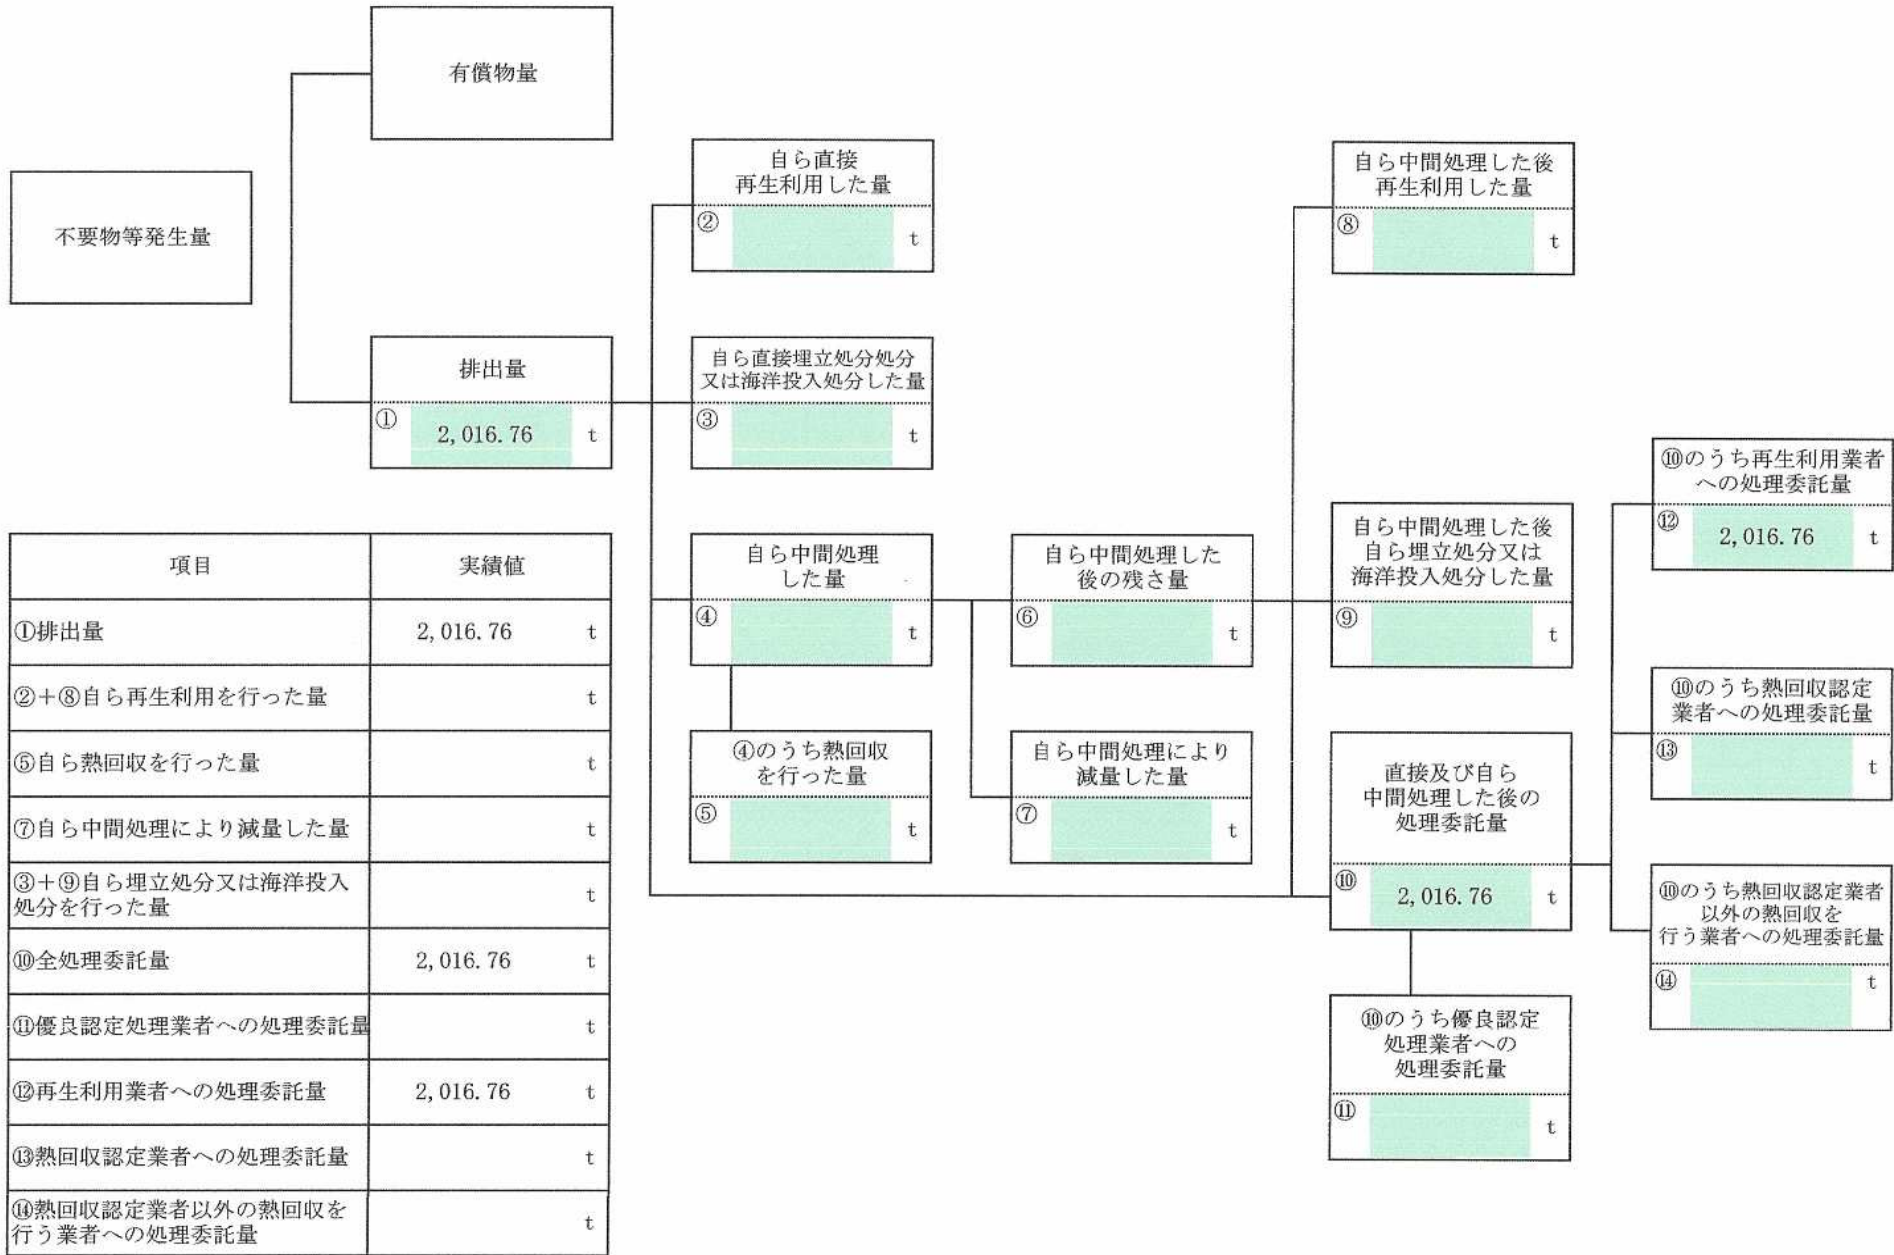 有償物量
不要物等発生量
排出量
① 2,016.76 t
自ら直接
再生利用した量
② t
自ら直接埋立処分処分
又は海洋投入処分した量
③ t
自ら中間処理
した量
④ t
④のうち熱回収
を行った量
⑤ t
自ら中間処理した
後の残さ量
⑥ t
自ら中間処理により
減量した量
⑦ t
自ら中間処理した後
再生利用した量
⑧ t
自ら中間処理した後
自ら埋立処分又は
海洋投入処分した量
⑨ t
直接及び自ら
中間処理した後の
処理委託量
⑩ 2,016.76 t
⑩のうち優良認定
処理業者への
処理委託量
⑪ t
⑩のうち再生利用業者
への処理委託量
⑫ 2,016.76 t
⑩のうち熱回収認定
業者への処理委託量
⑬ t
⑩のうち熱回収認定業者
以外の熱回収を
行う業者への処理委託量
⑭ t
項目 実績値
①排出量 2,016.76 t
②+⑧自ら再生利用を行った量 t
⑤自ら熱回収を行った量 t
⑦自ら中間処理により減量した量 t
③+⑨自ら埋立処分又は海洋投入
処分を行った量 t
⑩全処理委託量 2,016.76 t
⑪優良認定処理業者への処理委託量 t
⑫再生利用業者への処理委託量 2,016.76 t
⑬熱回収認定業者への処理委託量 t
⑭熱回収認定業者以外の熱回収を
行う業者への処理委託量 t